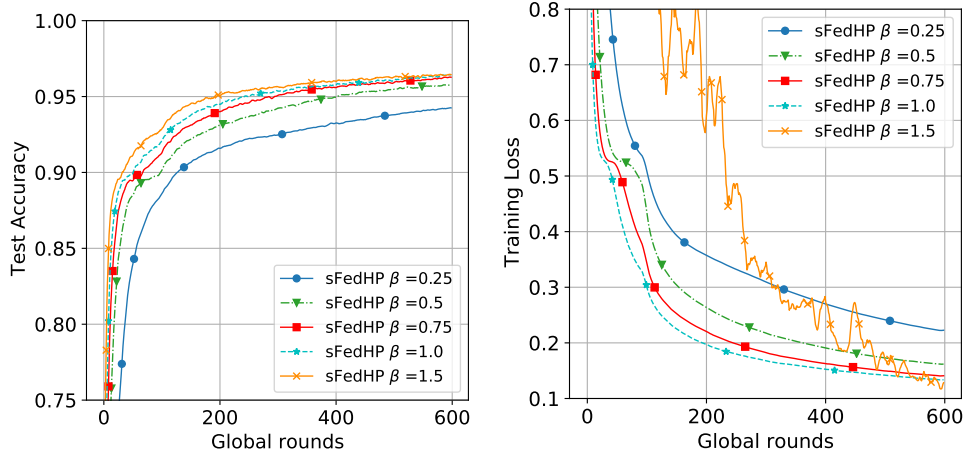 1.00
0.95
0.90
0.85
0.80
0.75
Test Accuracy
sFedHP β =0.25
sFedHP β =0.5
sFedHP β =0.75
sFedHP β =1.0
sFedHP β =1.5
0 200 400 600
Global rounds
0.8
0.7
0.6
0.5
0.4
0.3
0.2
0.1
Training Loss
sFedHP β =0.25
sFedHP β =0.5
sFedHP β =0.75
sFedHP β =1.0
sFedHP β =1.5
0 200 400 600
Global rounds